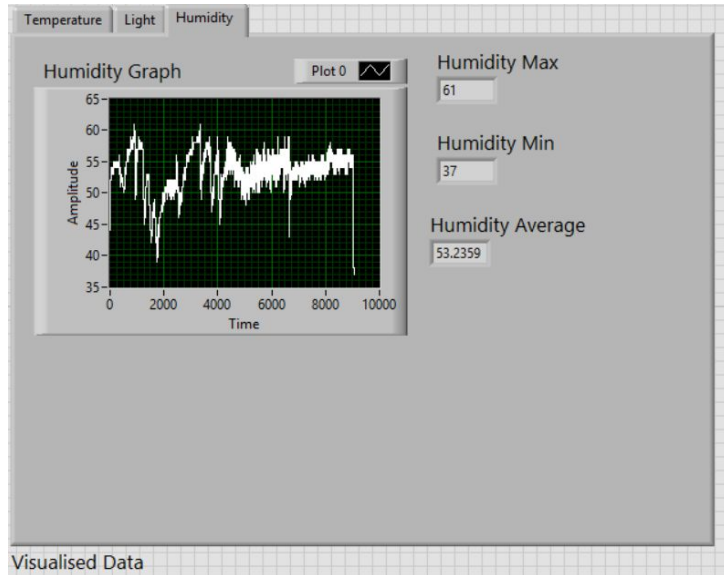 Temperature
Light
Humidity
Humidity Graph
Plot 0
65
60
55
50
45
40
35
Amplitude
0
2000
4000
6000
8000
10000
Time
Humidity Max
61
Humidity Min
37
Humidity Average
53.2359
Visualised Data